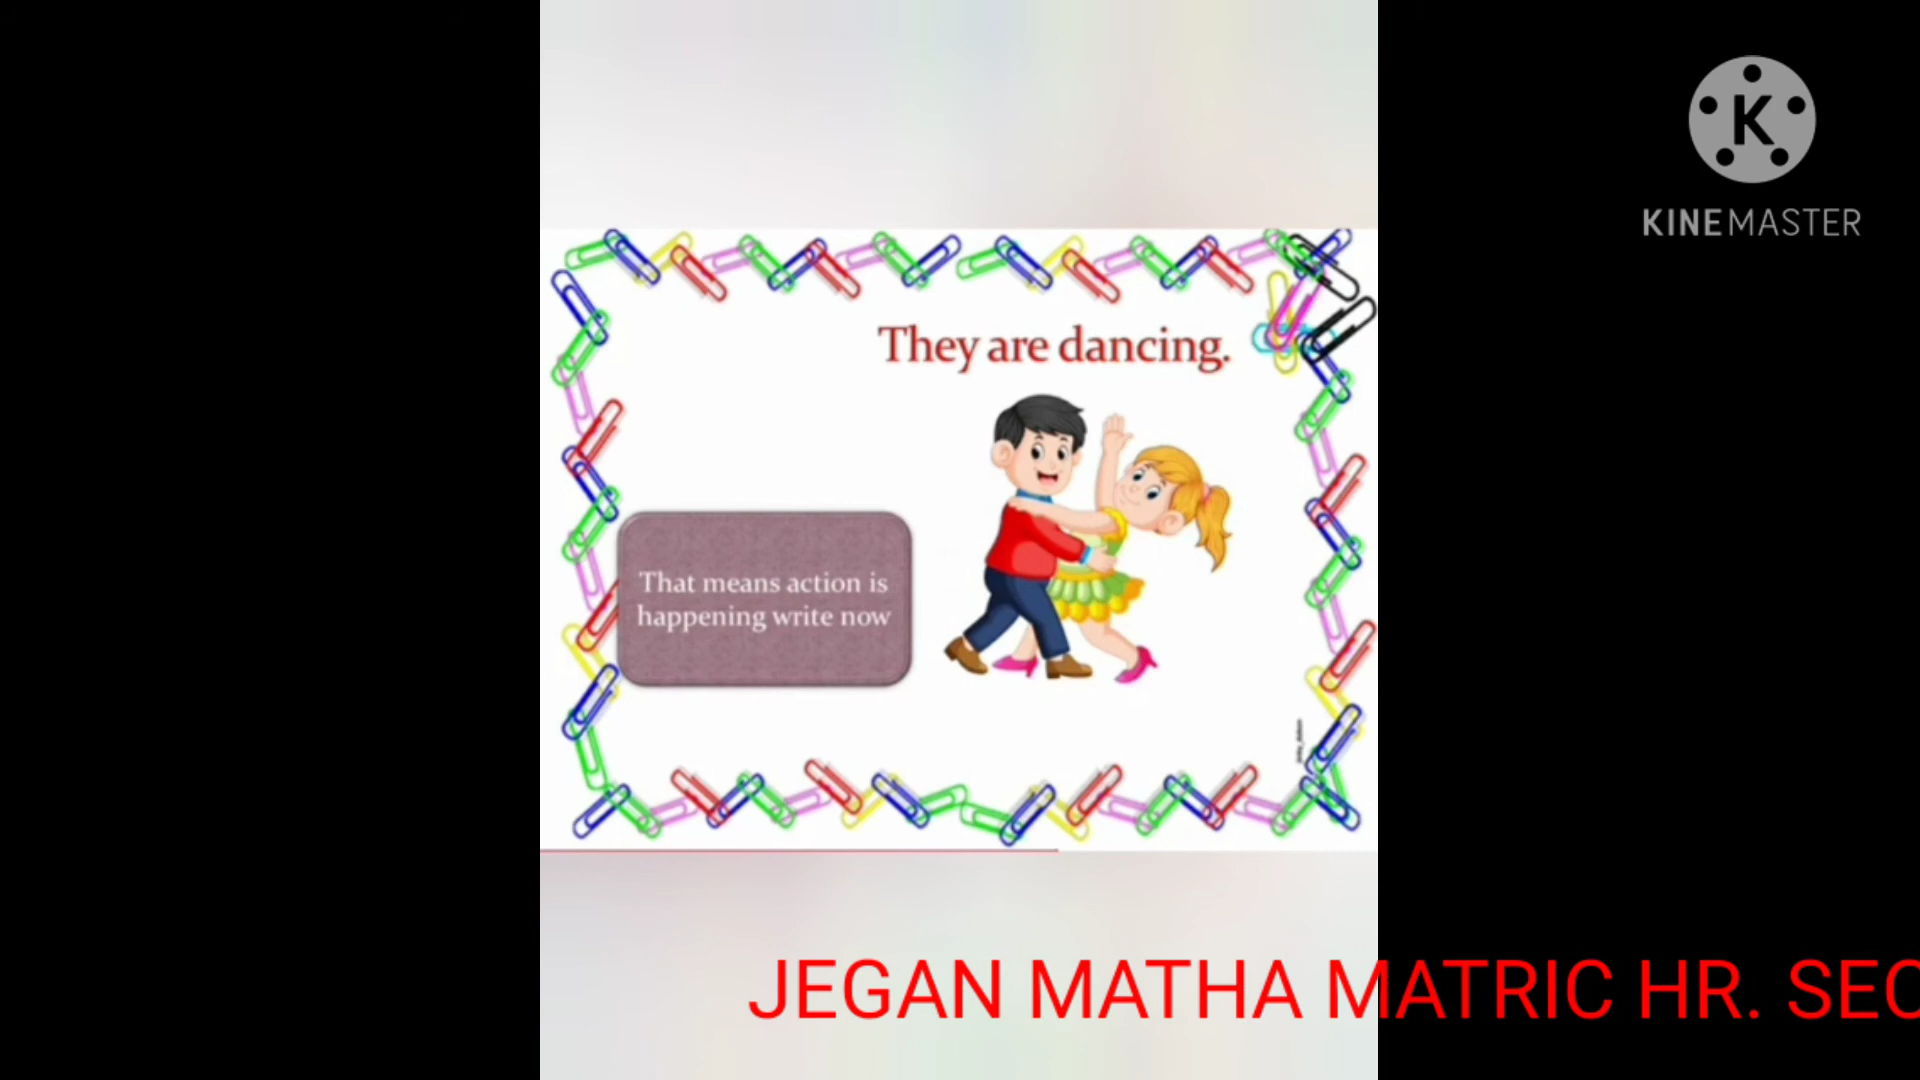 K
KINEMASTER
They are dancing.
That means action is
happening write now
JEGAN MATHA MATRIC HR. SEC